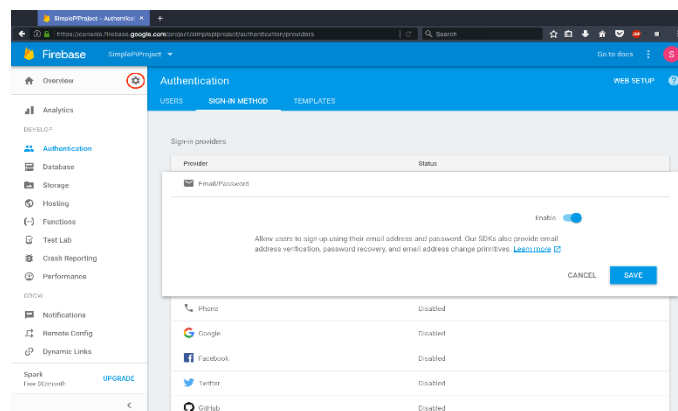 SimplePiProject - Authenticat
https://console.firebase.google.com/project/simplepiproject/authentication/providers
Search
Firebase
SimplePiProject
Go to docs
S
Overview
Authentication
WEB SETUP
USERS
SIGN-IN METHOD
TEMPLATES
Analytics
DEVELOP
Authentication
Database
Storage
Hosting
Functions
Test Lab
Crash Reporting
Performance
GROW
Notifications
Remote Config
Dynamic Links
Spark
Free $0/month
UPGRADE
Sign-in providers
Provider
Status
Email/Password
Enable
Allow users to sign up using their email address and password. Our SDKs also provide email
address verification, password recovery, and email address change primitives. Learn more
CANCEL
SAVE
Phone
Disabled
Google
Disabled
Facebook
Disabled
Twitter
Disabled
GitHub
Disabled